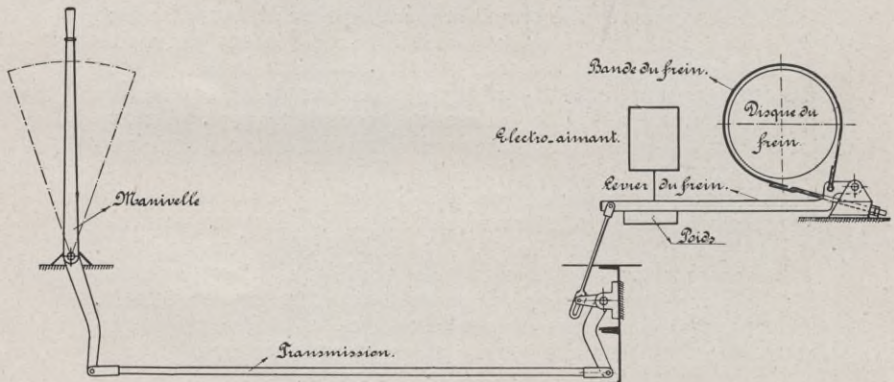 Bande du frein.
Disque du
frein
Electro-aimant.
Levier du frein.
Manivelle
Poids
Transmission.